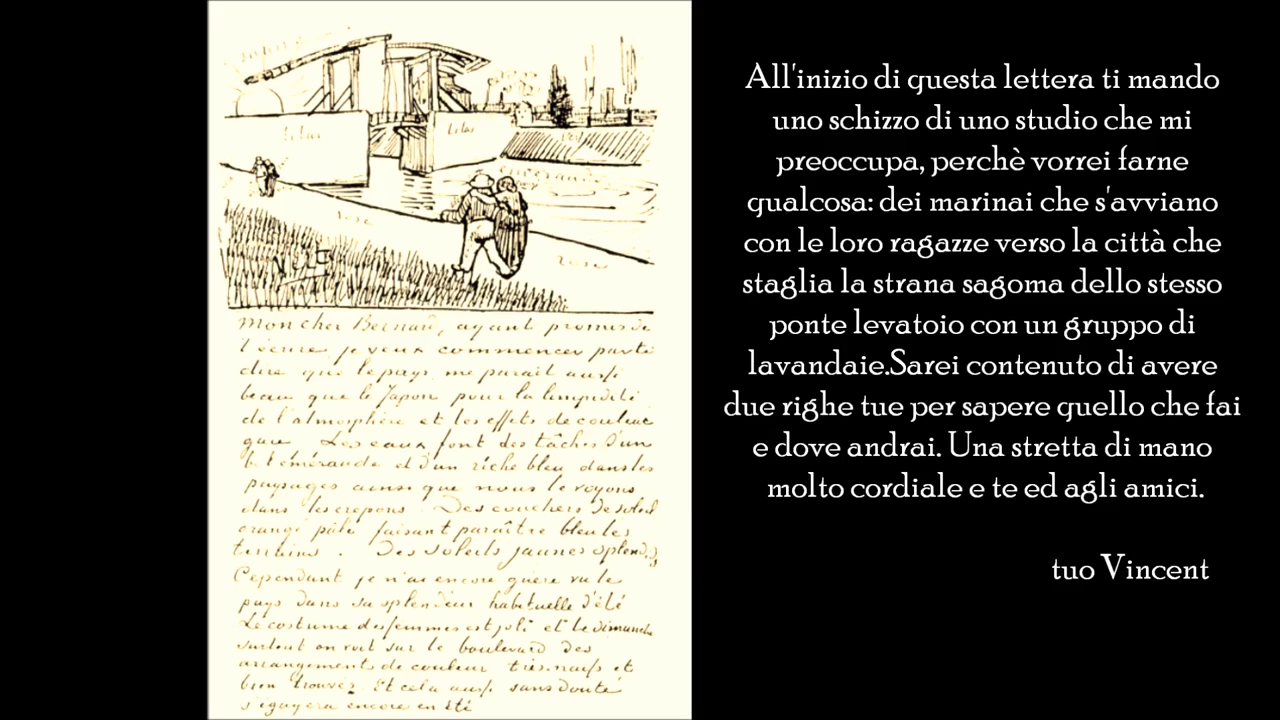 lilas
lilas
rose
rose
Mon cher Bernard, ayant promis de
t'écrire je veux commencer par te
dire que le pays me parait aussi
beau que le Japon pour la limpidité
de l'atmosphère et les effets de couleur
gaie. Les eaux font des tâches d'un
bel émeraude et d'un riche bleu dans les
paysages ainsi que nous le voyons
dans les crepons. Des couchers de soleil
orangé pâle faisant paraître bleu les
terrains. Des soleils jaunes splendides
Cependant je n'ai encore guère vu le
pays dans sa splendeur habituelle d'été
Le costume des femmes est joli et le dimanche
surtout on voit sur le boulevard des
arrangements de couleur très naïfs et
bien trouvés Et cela aussi sans doute
s'égayera encore en été
All'inizio di questa lettera ti mando
uno schizzo di uno studio che mi
preoccupa, perchè vorrei farne
qualcosa: dei marinai che s'avviano
con le loro ragazze verso la città che
staglia la strana sagoma dello stesso
ponte levatoio con un gruppo di
lavandaie.Sarei contenuto di avere
due righe tue per sapere quello che fai
e dove andrai. Una stretta di mano
molto cordiale e te ed agli amici.
tuo Vincent